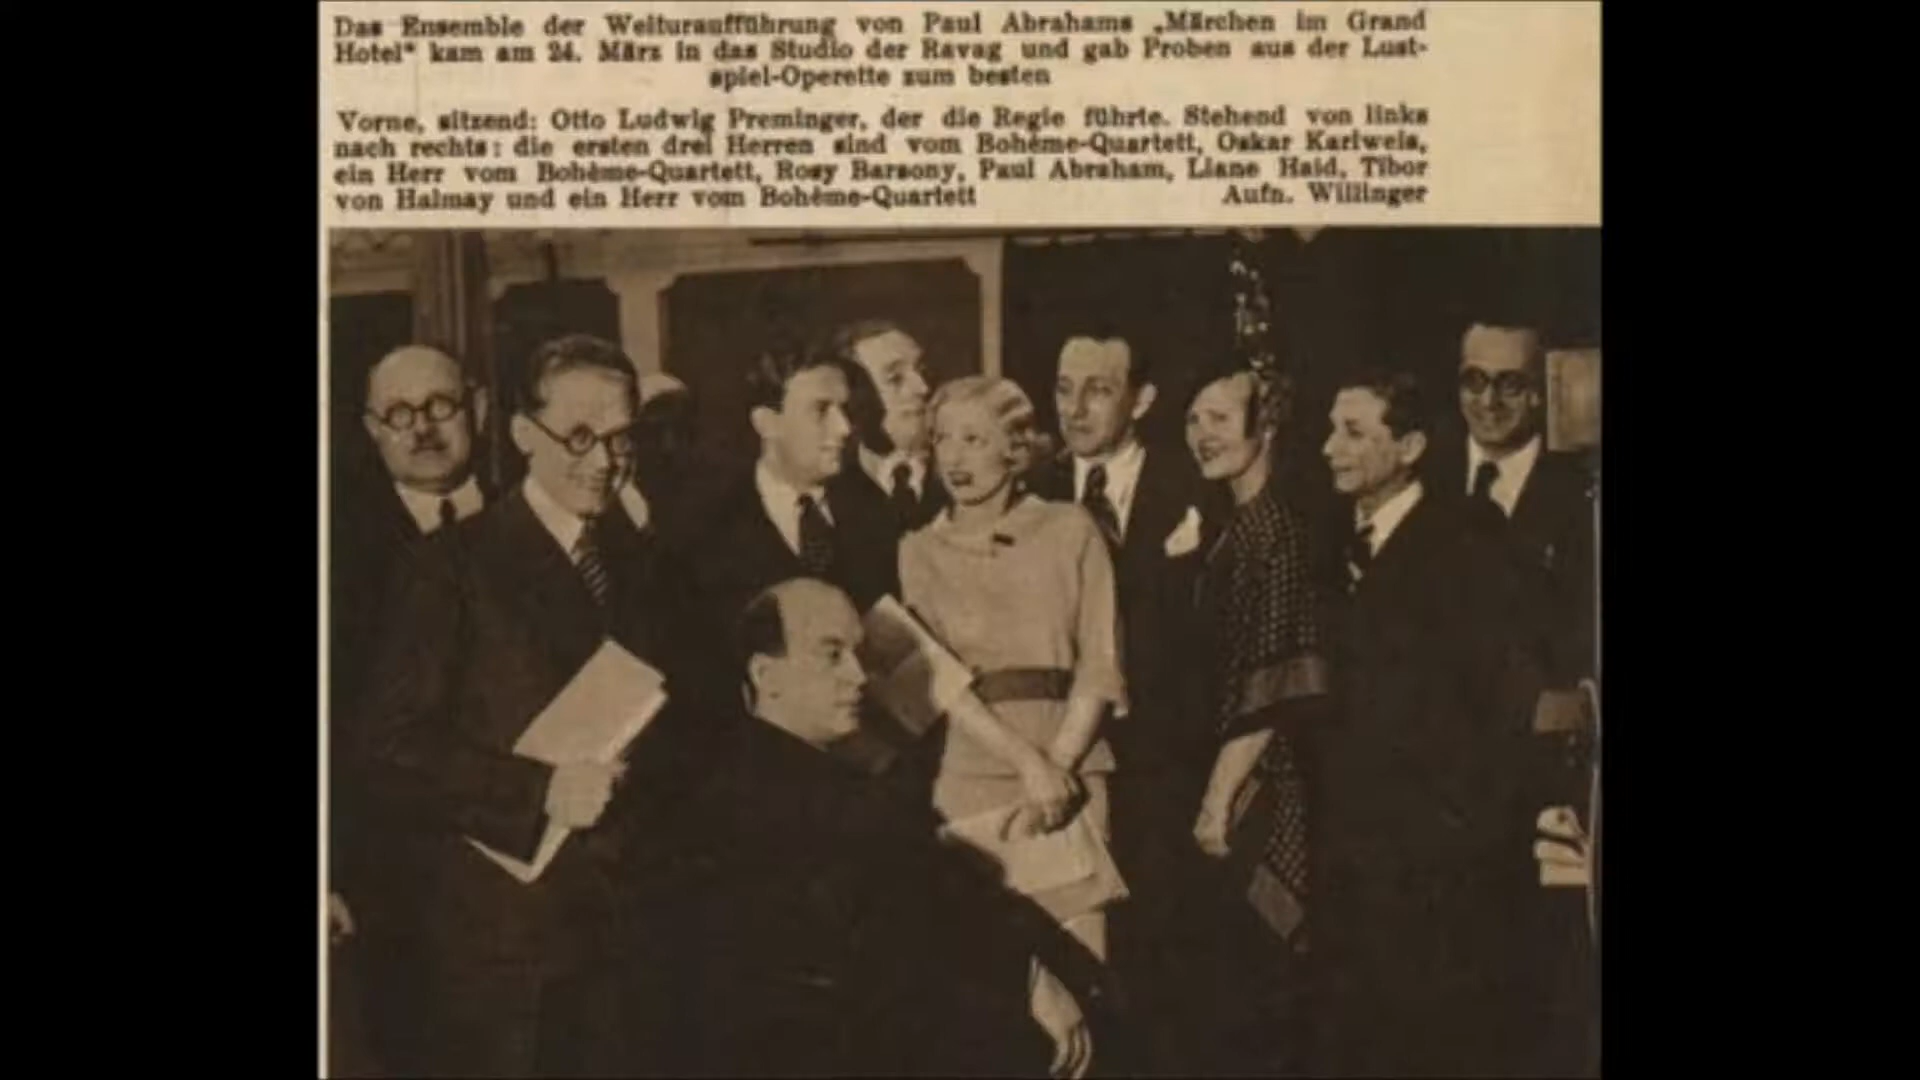 Das Ensemble der Welturaufführung von Paul Abrahams „Märchen im Grand
Hotel“ kam am 24. März in das Studio der Ravag und gab Proben aus der Lust-
spiel-Operette zum besten
Vorne, sitzend: Otto Ludwig Preminger, der die Regie führte. Stehend von links
nach rechts: die ersten drei Herren sind vom Bohème-Quartett, Oskar Karlweis,
ein Herr vom Bohème-Quartett, Rosy Barsony, Paul Abraham, Liane Haid, Tibor
von Halmay und ein Herr vom Bohème-Quartett Aufn. Willinger